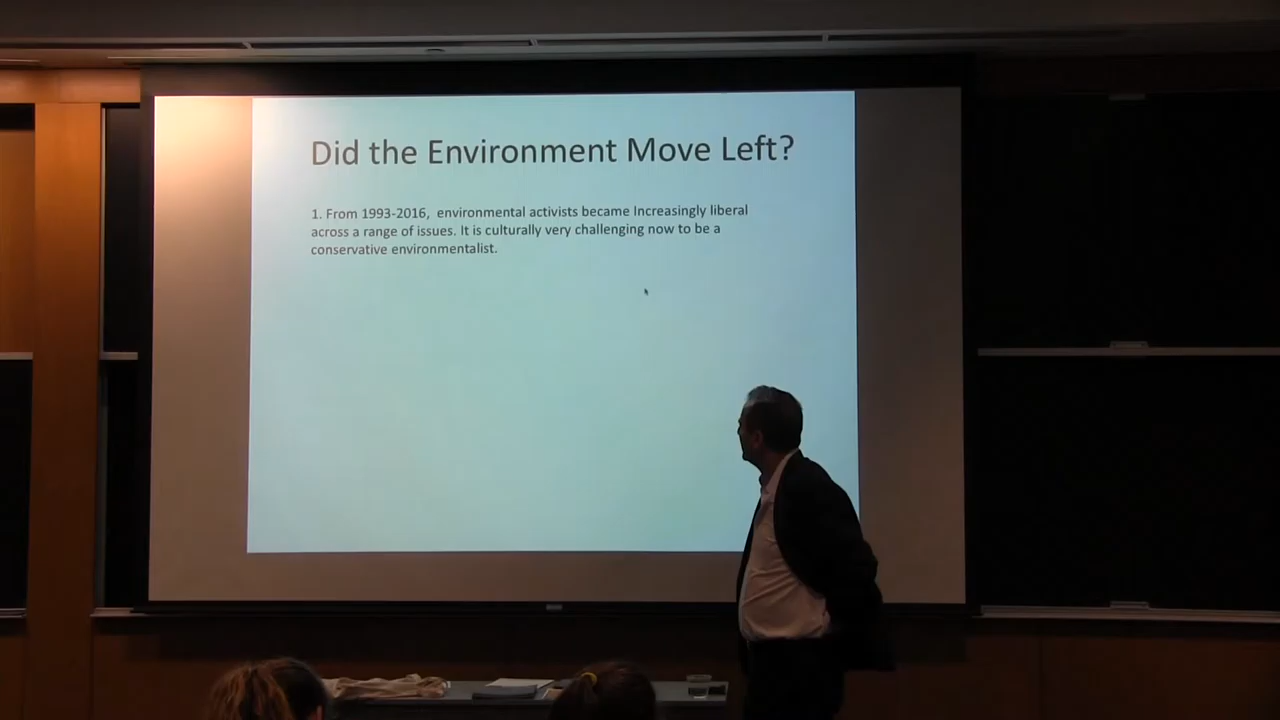 Did the Environment Move Left?
1. From 1993-2016, environmental activists became Increasingly liberal
across a range of issues. It is culturally very challenging now to be a
conservative environmentalist.